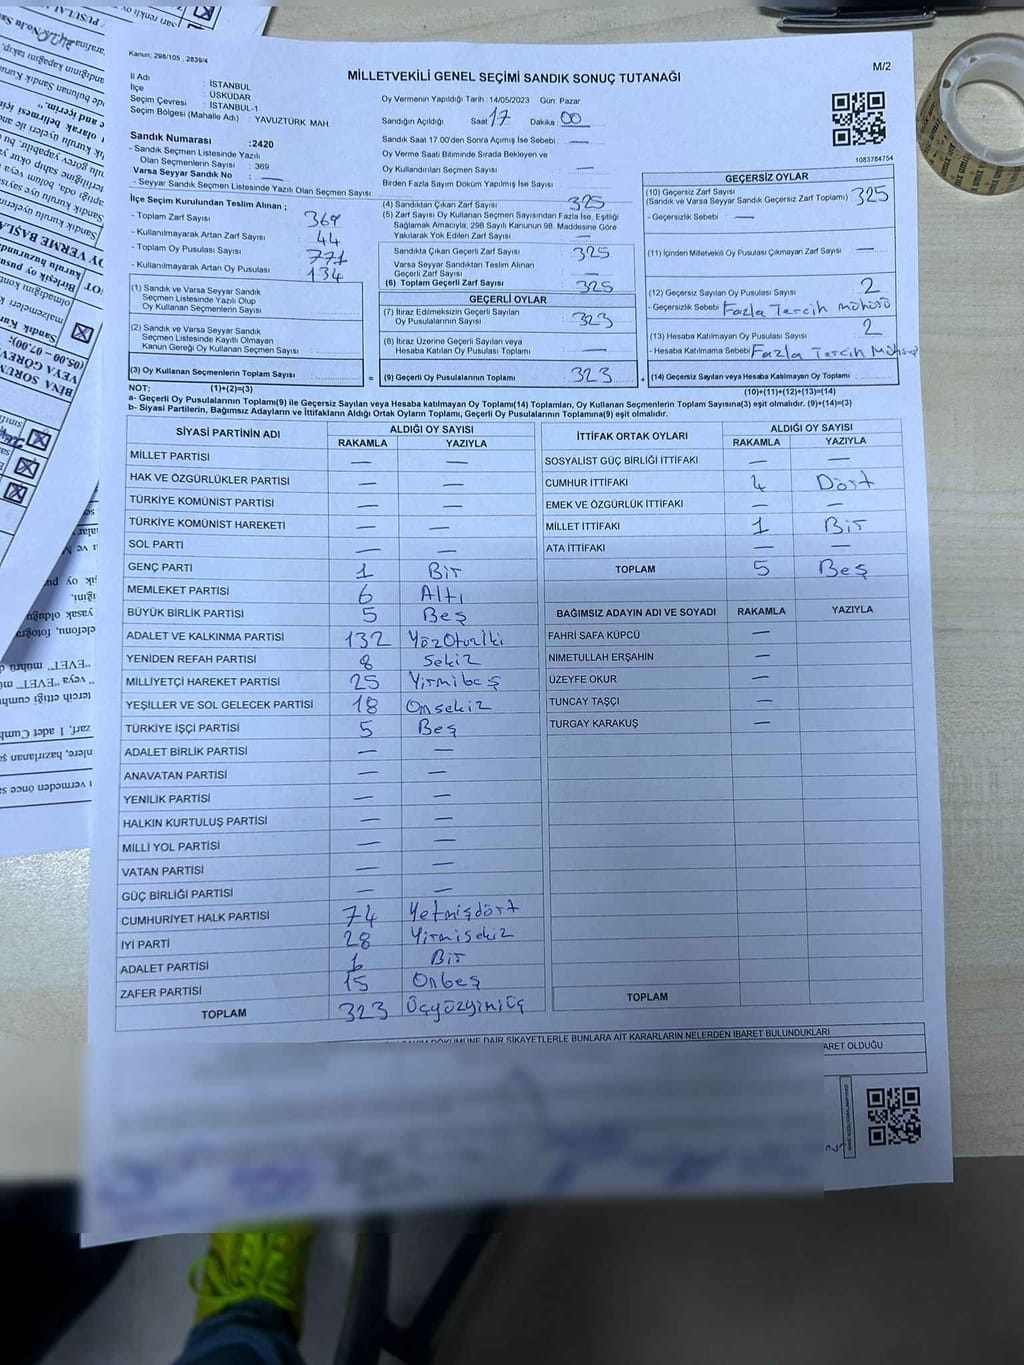 Kanun: 298/105 , 2839/4
MİLLETVEKİLİ GENEL SEÇİMİ SANDIK SONUÇ TUTANAĞI
M/2
İl Adı : İSTANBUL
İlçe : ÜSKÜDAR
Seçim Çevresi : İSTANBUL-1
Seçim Bölgesi (Mahalle Adı) : YAVUZTÜRK MAH.
Oy Vermenin Yapıldığı Tarih : 14/05/2023 Gün: Pazar
Sandığın Açıldığı Saat 17 Dakika 00
Sandık Numarası :2420
- Sandık Seçmen Listesinde Yazılı
Olan Seçmenlerin Sayısı : 369
Varsa Seyyar Sandık No : —
- Seyyar Sandık Seçmen Listesinde Yazılı Olan Seçmen Sayısı:
Sandık Saat 17 00'den Sonra Açılmış İse Sebebi : —
Oy Verme Saati Bitiminde Sırada Bekleyen ve
Oy Kullandırılan Seçmen Sayısı —
Birden Fazla Sayım Döküm Yapılmış İse Sayısı —
1083764754
İlçe Seçim Kurulundan Teslim Alınan ;
- Toplam Zarf Sayısı 369
- Kullanılmayarak Artan Zarf Sayısı 44
- Toplam Oy Pusulası Sayısı 771
- Kullanılmayarak Artan Oy Pusulası 134
(1) Sandık ve Varsa Seyyar Sandık
Seçmen Listesinde Yazılı Olup
Oy Kullanan Seçmenlerin Sayısı
(2) Sandık ve Varsa Seyyar Sandık
Seçmen Listesinde Kayıtlı Olmayan
Kanun Gereği Oy Kullanan Seçmen Sayısı
(3) Oy Kullanan Seçmenlerin Toplam Sayısı
(4) Sandıktan Çıkan Zarf Sayısı 325
(5) Zarf Sayısı Oy Kullanan Seçmen Sayısından Fazla İse, Eşitliği
Sağlamak Amacıyla, 298 Sayılı Kanunun 98. Maddesine Göre
Yakılarak Yok Edilen Zarf Sayısı —
Sandıkta Çıkan Geçerli Zarf Sayısı 325
Varsa Seyyar Sandıktan Teslim Alınan
Geçerli Zarf Sayısı —
(6) Toplam Geçerli Zarf Sayısı 325
GEÇERLİ OYLAR
(7) İtiraz Edilmeksizin Geçerli Sayılan
Oy Pusulalarının Sayısı 323
(8) İtiraz Üzerine Geçerli Sayılan veya
Hesaba Katılan Oy Pusulası Toplamı —
= (9) Geçerli Oy Pusulalarının Toplamı 323
GEÇERSİZ OYLAR
(10) Geçersiz Zarf Sayısı
(Sandık ve Varsa Seyyar Sandık Geçersiz Zarf Toplamı) 325
- Geçersizlik Sebebi : —
(11) İçinden Milletvekili Oy Pusulası Çıkmayan Zarf Sayısı —
(12) Geçersiz Sayılan Oy Pusulası Sayısı 2
- Geçersizlik Sebebi Fazla Tercih mühürü
(13) Hesaba Katılmayan Oy Pusulası Sayısı 2
- Hesaba Katılmama Sebebi Fazla Tercih
+ (14) Geçersiz Sayılan veya Hesaba Katılmayan Oy Toplamı
NOT: (1)+(2)=(3) (10)+(11)+(12)+(13)=(14)
a- Geçerli Oy Pusulalarının Toplamı(9) ile Geçersiz Sayılan veya Hesaba katılmayan Oy Toplamı(14) Toplamları, Oy Kullanan Seçmenlerin Toplam Sayısına(3) eşit olmalıdır. (9)+(14)=(3)
b- Siyasi Partilerin, Bağımsız Adayların ve İttifakların Aldığı Ortak Oyların Toplamı, Geçerli Oy Pusulalarının Toplamına(9) eşit olmalıdır.
SİYASİ PARTİNİN ADI ALDIĞI OY SAYISI
RAKAMLA YAZIYLA
MİLLET PARTİSİ — —
HAK VE ÖZGÜRLÜKLER PARTİSİ — —
TÜRKİYE KOMÜNİST PARTİSİ — —
TÜRKİYE KOMÜNİST HAREKETİ — —
SOL PARTİ — —
GENÇ PARTİ 1 Bir
MEMLEKET PARTİSİ 6 Altı
BÜYÜK BİRLİK PARTİSİ 5 Beş
ADALET VE KALKINMA PARTİSİ 132 YüzOtuziki
YENİDEN REFAH PARTİSİ 8 Sekiz
MİLLİYETÇİ HAREKET PARTİSİ 25 Yirmibeş
YEŞİLLER VE SOL GELECEK PARTİSİ 18 Onsekiz
TÜRKİYE İŞÇİ PARTİSİ 5 Beş
ADALET BİRLİK PARTİSİ — —
ANAVATAN PARTİSİ — —
YENİLİK PARTİSİ — —
HALKIN KURTULUŞ PARTİSİ — —
MİLLİ YOL PARTİSİ — —
VATAN PARTİSİ — —
GÜÇ BİRLİĞİ PARTİSİ — —
CUMHURİYET HALK PARTİSİ 74 Yetmişdört
İYİ PARTİ 28 Yirmisekiz
ADALET PARTİSİ 1 Bir
ZAFER PARTİSİ 15 Onbeş
TOPLAM 323 Üçyüzyirmiüç
İTTİFAK ORTAK OYLARI ALDIĞI OY SAYISI
RAKAMLA YAZIYLA
SOSYALİST GÜÇ BİRLİĞİ İTTİFAKI — —
CUMHUR İTTİFAKI 4 Dört
EMEK VE ÖZGÜRLÜK İTTİFAKI — —
MİLLET İTTİFAKI 1 Bir
ATA İTTİFAKI — —
TOPLAM 5 Beş
BAĞIMSIZ ADAYIN ADI VE SOYADI RAKAMLA YAZIYLA
FAHRİ SAFA KÜPCÜ —
NİMETULLAH ERŞAHİN —
ÜZEYFE OKUR —
TUNCAY TAŞÇI —
TURGAY KARAKUŞ —
TOPLAM
DÖKÜMÜNE DAİR ŞİKAYETLERLE BUNLARA AİT KARARLARIN NELERDEN İBARET BULUNDUKLARI
ARET OLDUĞU